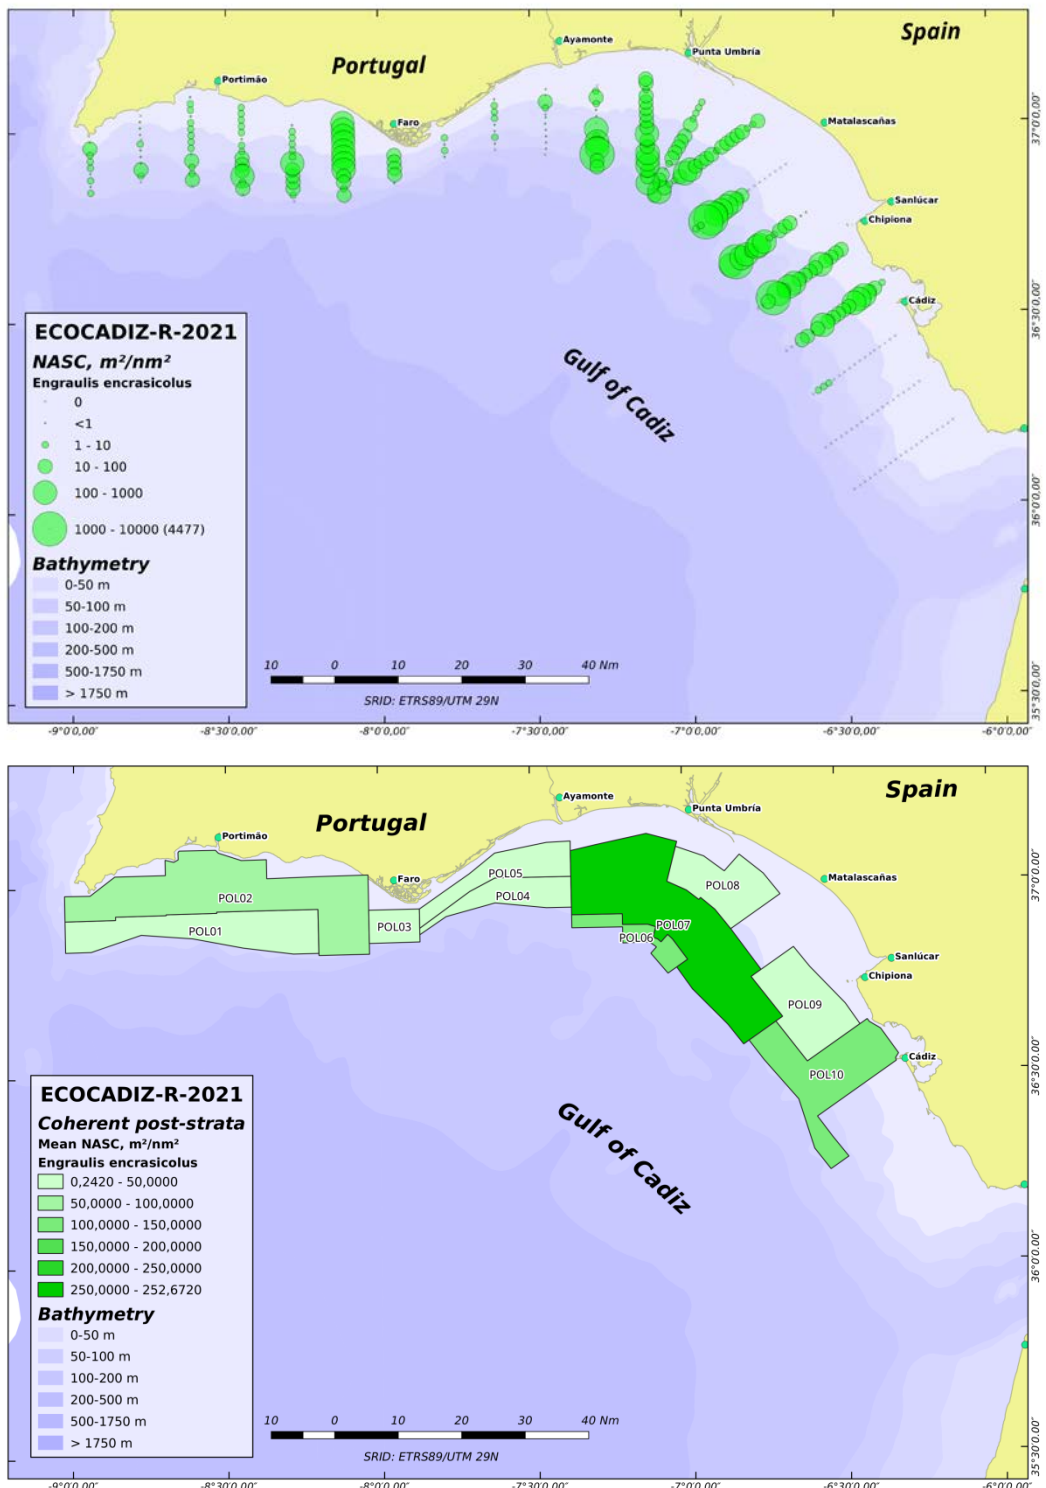 Spain
Portugal
Ayamonte
Punta Umbría
Portimão
Faro
Matalascañas
Sanlúcar
Chipiona
Cádiz
Gulf of Cadiz
ECOCADIZ-R-2021
NASC, m²/nm²
Engraulis encrasicolus
0
<1
1 - 10
10 - 100
100 - 1000
1000 - 10000 (4477)
Bathymetry
0-50 m
50-100 m
100-200 m
200-500 m
500-1750 m
> 1750 m
10 0 10 20 30 40 Nm
SRID: ETRS89/UTM 29N
37°0'0,00"
36°30'0,00"
36°0'0,00"
35°30'0,00"
-9°0'0,00" -8°30'0,00" -8°0'0,00" -7°30'0,00" -7°0'0,00" -6°30'0,00" -6°0'0,00"
Spain
Portugal
Ayamonte
Punta Umbría
Portimão
Faro
Matalascañas
Sanlúcar
Chipiona
Cádiz
POL05
POL04
POL08
POL02
POL01
POL03
POL07
POL06
POL09
POL10
Gulf of Cadiz
ECOCADIZ-R-2021
Coherent post-strata
Mean NASC, m²/nm²
Engraulis encrasicolus
0,2420 - 50,0000
50,0000 - 100,0000
100,0000 - 150,0000
150,0000 - 200,0000
200,0000 - 250,0000
250,0000 - 252,6720
Bathymetry
0-50 m
50-100 m
100-200 m
200-500 m
500-1750 m
> 1750 m
10 0 10 20 30 40 Nm
SRID: ETRS89/UTM 29N
37°0'0,00"
36°30'0,00"
36°0'0,00"
35°30'0,00"
-9°0'0,00" -8°30'0,00" -8°0'0,00" -7°30'0,00" -7°0'0,00" -6°30'0,00" -6°0'0,00"